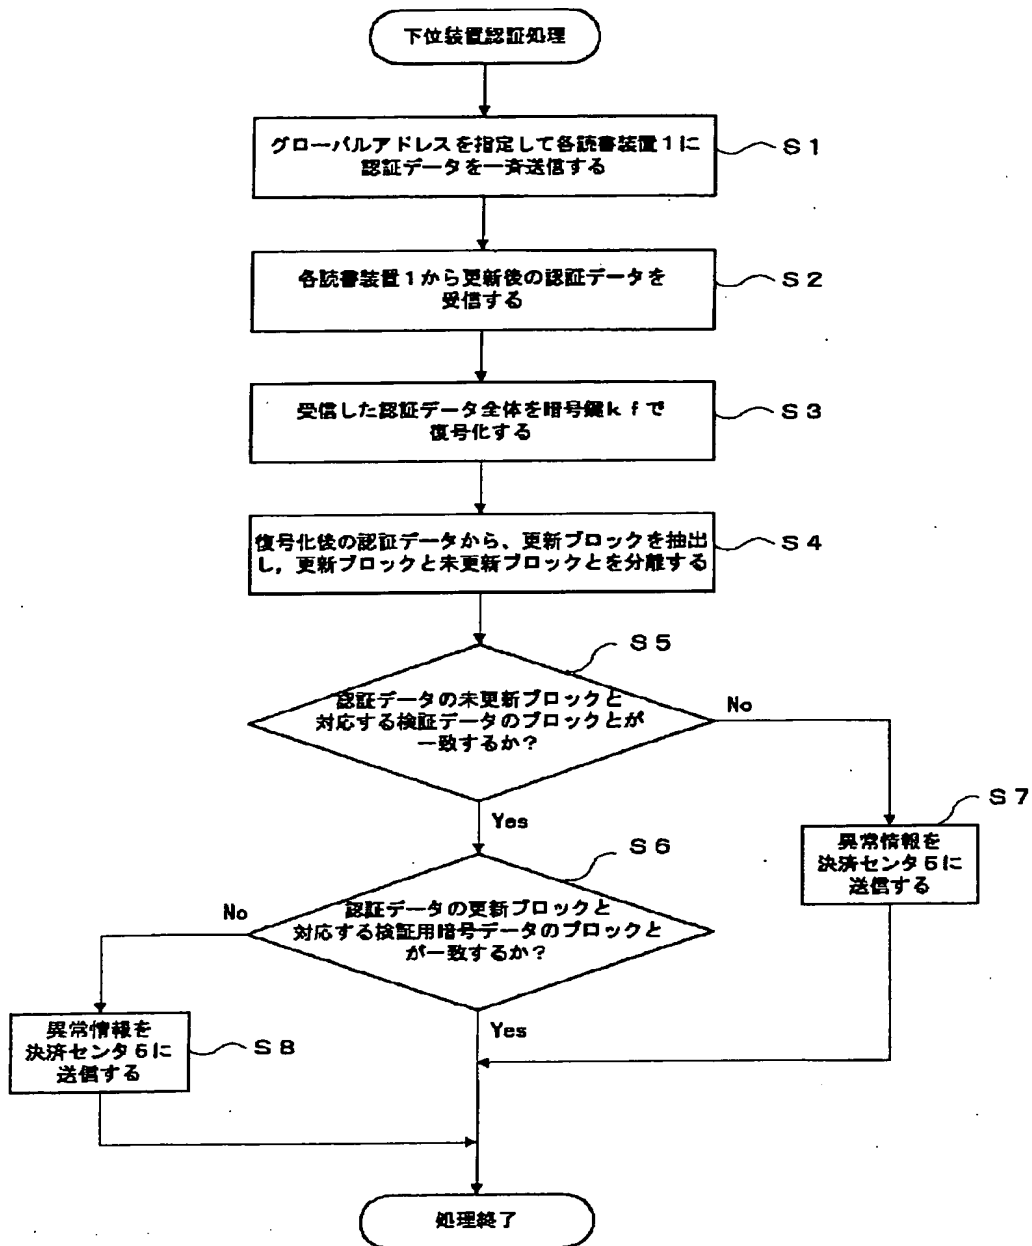 下位装置認証処理
グローバルアドレスを指定して各読書装置1に
認証データを一斉送信する
S1
各読書装置1から更新後の認証データを
受信する
S2
受信した認証データ全体を暗号鍵kfで
復号化する
S3
復号化後の認証データから、更新ブロックを抽出
し，更新ブロックと未更新ブロックとを分離する
S4
S5
認証データの未更新ブロックと
対応する検証データのブロックとが
一致するか？
No
Yes
S7
異常情報を
決済センタ5に
送信する
S6
認証データの更新ブロックと
対応する検証用暗号データのブロックと
が一致するか？
No
Yes
異常情報を
決済センタ5に
送信する
S8
処理終了